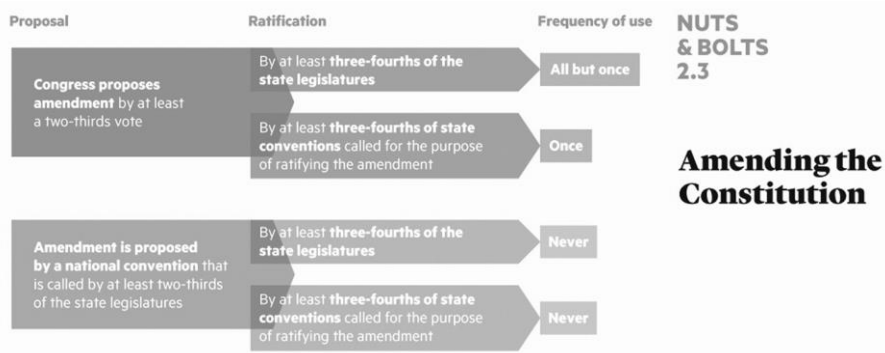 Proposal
Ratification
Frequency of use
NUTS
& BOLTS
2.3
Amending the
Constitution
Congress proposes
amendment by at least
a two-thirds vote
By at least three-fourths of the
state legislatures
All but once
By at least three-fourths of state
conventions called for the purpose
of ratifying the amendment
Once
Amendment is proposed
by a national convention that
is called by at least two-thirds
of the state legislatures
By at least three-fourths of the
state legislatures
Never
By at least three-fourths of state
conventions called for the purpose
of ratifying the amendment
Never